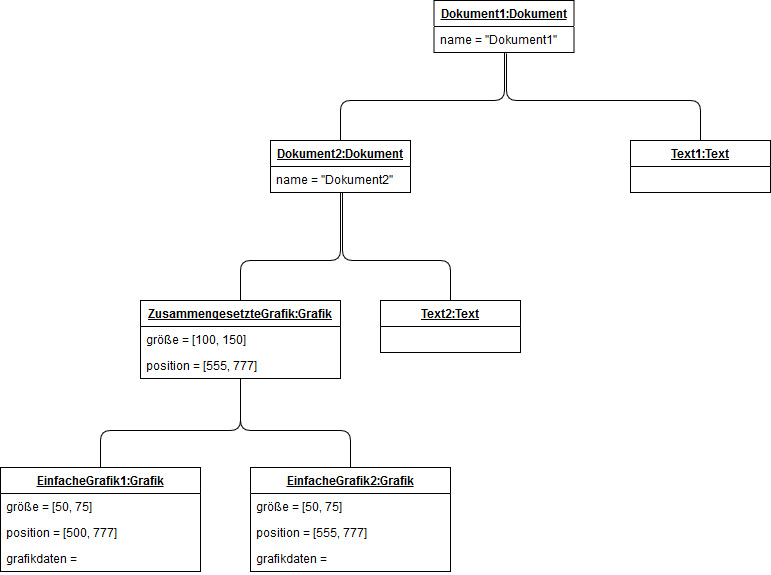 Dokument1:Dokument
name = "Dokument1"
Dokument2:Dokument
name = "Dokument2"
Text1:Text
ZusammengesetzteGrafik:Grafik
größe = [100, 150]
position = [555, 777]
Text2:Text
EinfacheGrafik1:Grafik
größe = [50, 75]
position = [500, 777]
grafikdaten =
EinfacheGrafik2:Grafik
größe = [50, 75]
position = [555, 777]
grafikdaten =